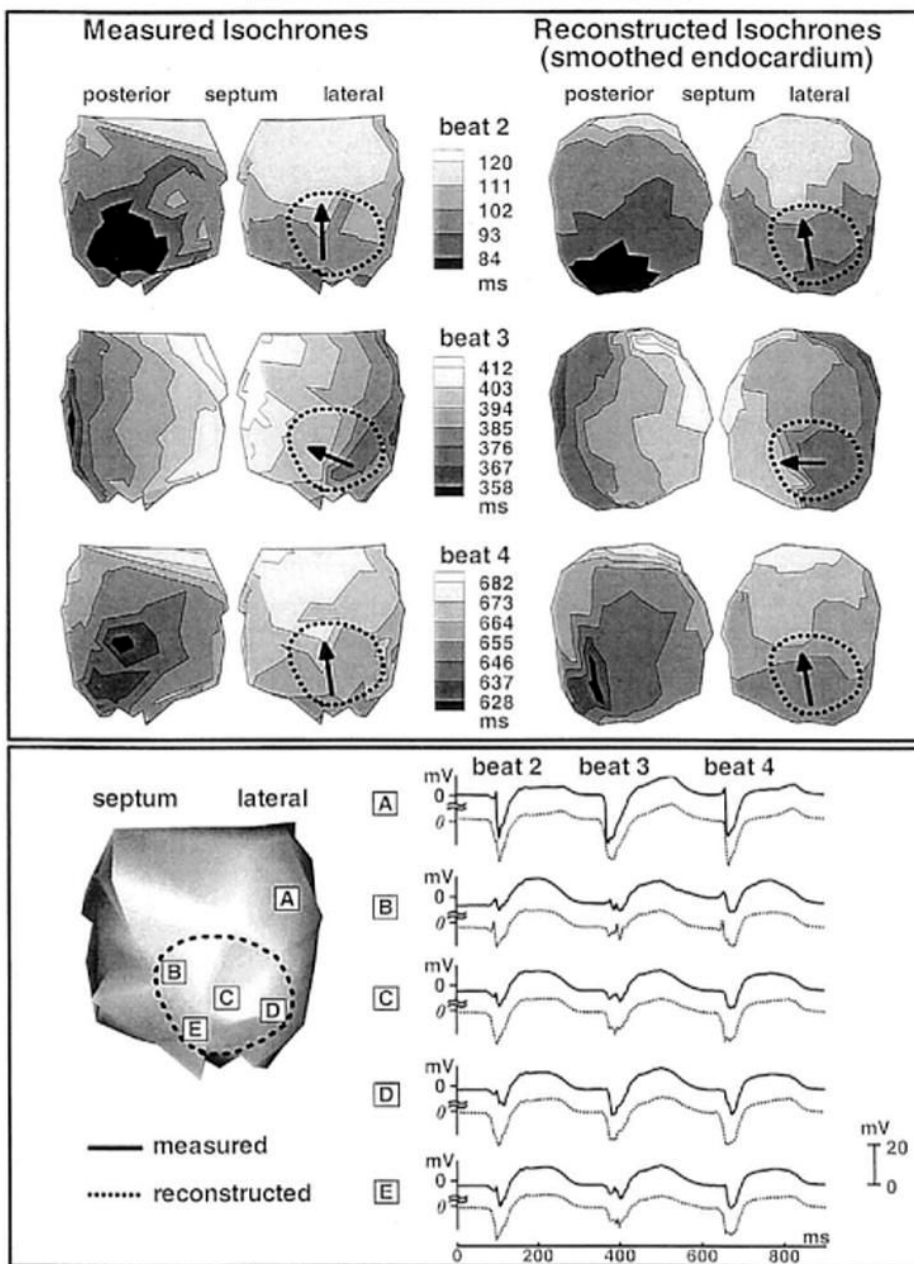 Measured Isochrones
Reconstructed Isochrones
(smoothed endocardium)
posterior septum lateral
posterior septum lateral
beat 2
120
111
102
93
84
ms
beat 3
412
403
394
385
376
367
358
ms
beat 4
682
673
664
655
646
637
628
ms
septum lateral
A
B
C
D
E
measured
reconstructed
beat 2 beat 3 beat 4
A
mV
0
0
B
mV
0
0
C
mV
0
0
D
mV
0
0
E
mV
0
0
mV
20
0
ms
0 200 400 600 800